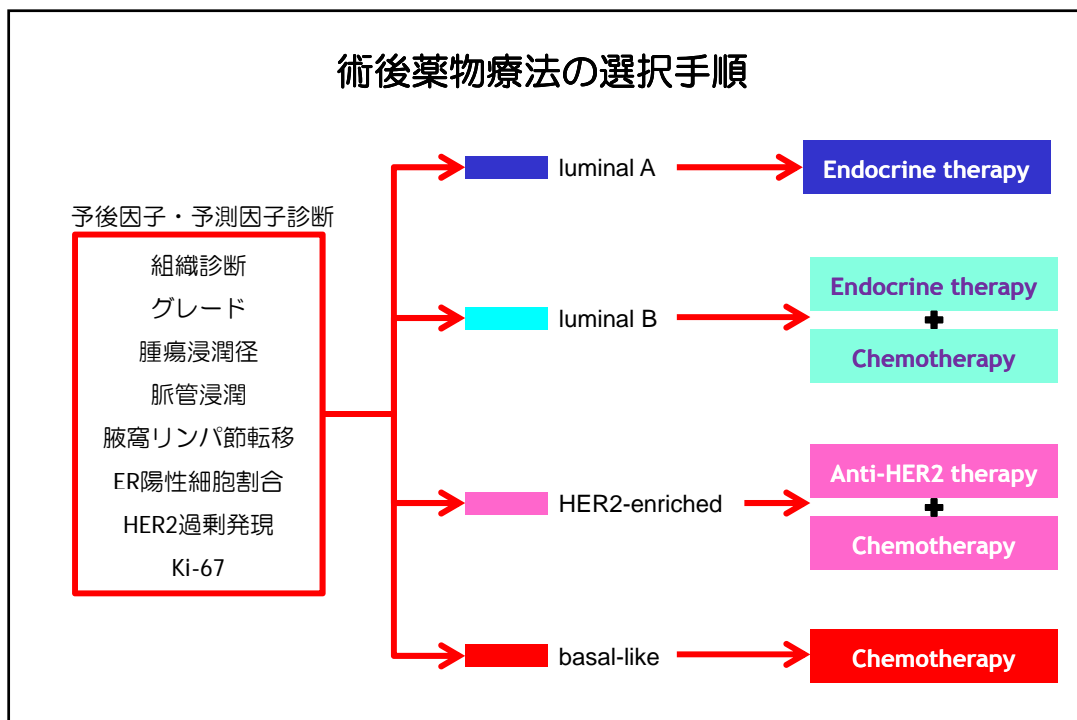 術後薬物療法の選択手順
予後因子・予測因子診断
組織診断
グレード
腫瘍浸潤径
脈管浸潤
腋窩リンパ節転移
ER陽性細胞割合
HER2過剰発現
Ki-67
luminal A
Endocrine therapy
luminal B
Endocrine therapy
+
Chemotherapy
HER2-enriched
Anti-HER2 therapy
+
Chemotherapy
basal-like
Chemotherapy